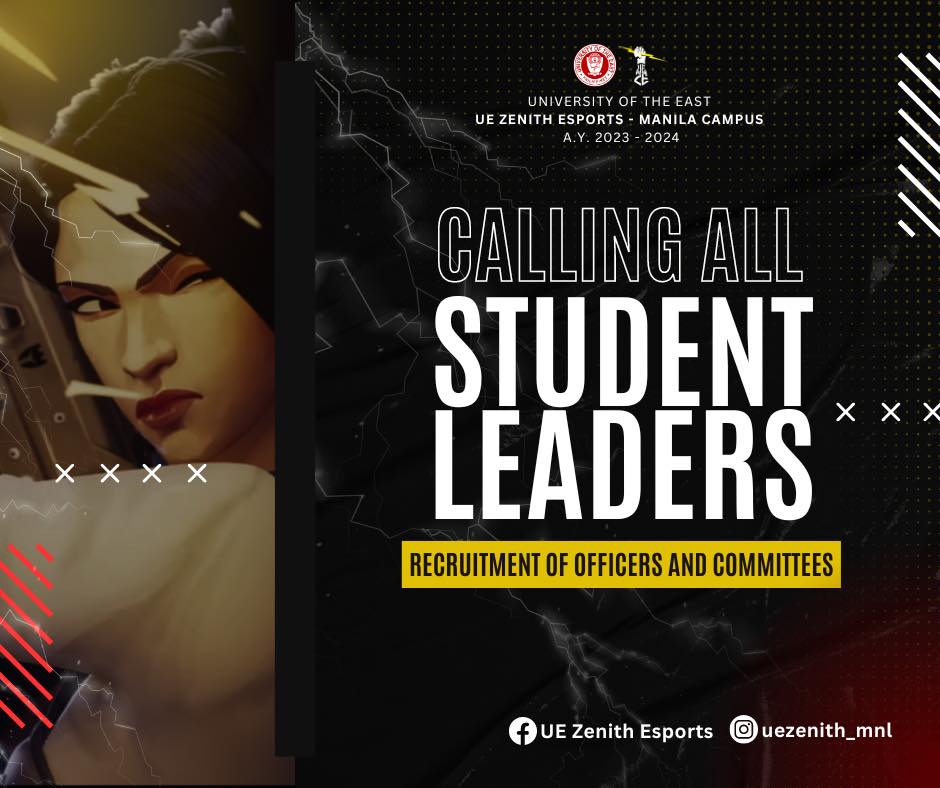 UNIVERSITY OF THE EAST
UE ZENITH ESPORTS - MANILA CAMPUS
A.Y. 2023 - 2024
CALLING ALL
STUDENT
LEADERS
RECRUITMENT OF OFFICERS AND COMMITTEES
UE Zenith Esports uezenith_mnl